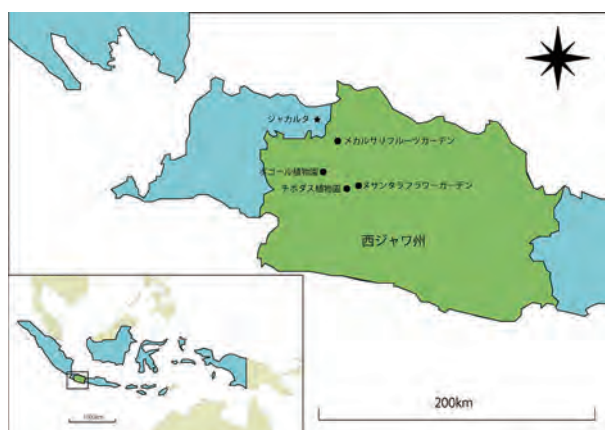 ジャカルタ
メカルサリフルーツガーデン
ボゴール植物園
チボダス植物園
ヌサンタラフラワーガーデン
西ジャワ州
200km
1000km